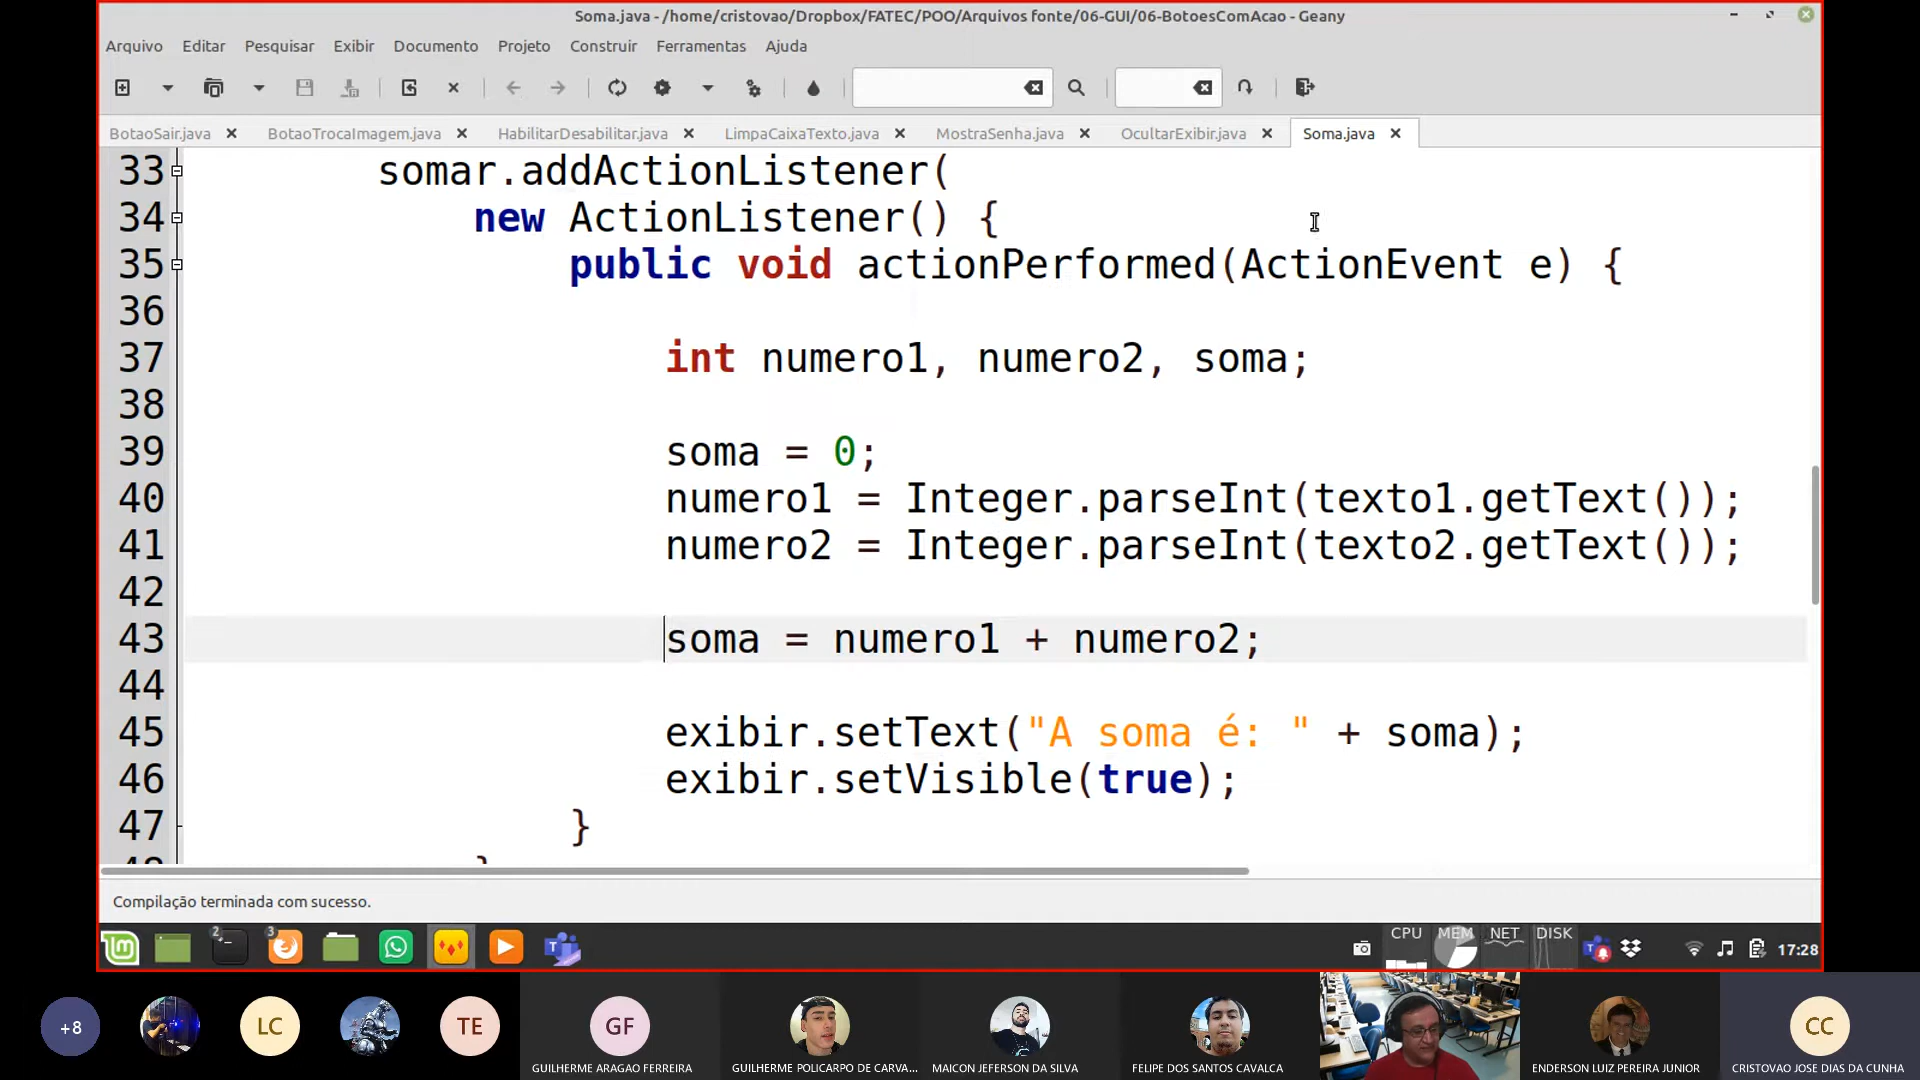 Soma.java - /home/cristovao/Dropbox/FATEC/POO/Arquivos fonte/06-GUI/06-BotoesComAcao - Geany
Arquivo Editar Pesquisar Exibir Documento Projeto Construir Ferramentas Ajuda
BotaoSair.java BotaoTrocaImagem.java HabilitarDesabilitar.java LimpaCaixaTexto.java MostraSenha.java OcultarExibir.java Soma.java
33 somar.addActionListener(
34 new ActionListener() {
35 public void actionPerformed(ActionEvent e) {
36
37 int numero1, numero2, soma;
38
39 soma = 0;
40 numero1 = Integer.parseInt(texto1.getText());
41 numero2 = Integer.parseInt(texto2.getText());
42
43 soma = numero1 + numero2;
44
45 exibir.setText("A soma é: " + soma);
46 exibir.setVisible(true);
47 }
Compilação terminada com sucesso.
2 3 CPU MEM NET DISK 17:28
+8 LC TE GF CC
GUILHERME ARAGAO FERREIRA GUILHERME POLICARPO DE CARVA... MAICON JEFERSON DA SILVA FELIPE DOS SANTOS CAVALCA ENDERSON LUIZ PEREIRA JUNIOR CRISTOVAO JOSE DIAS DA CUNHA